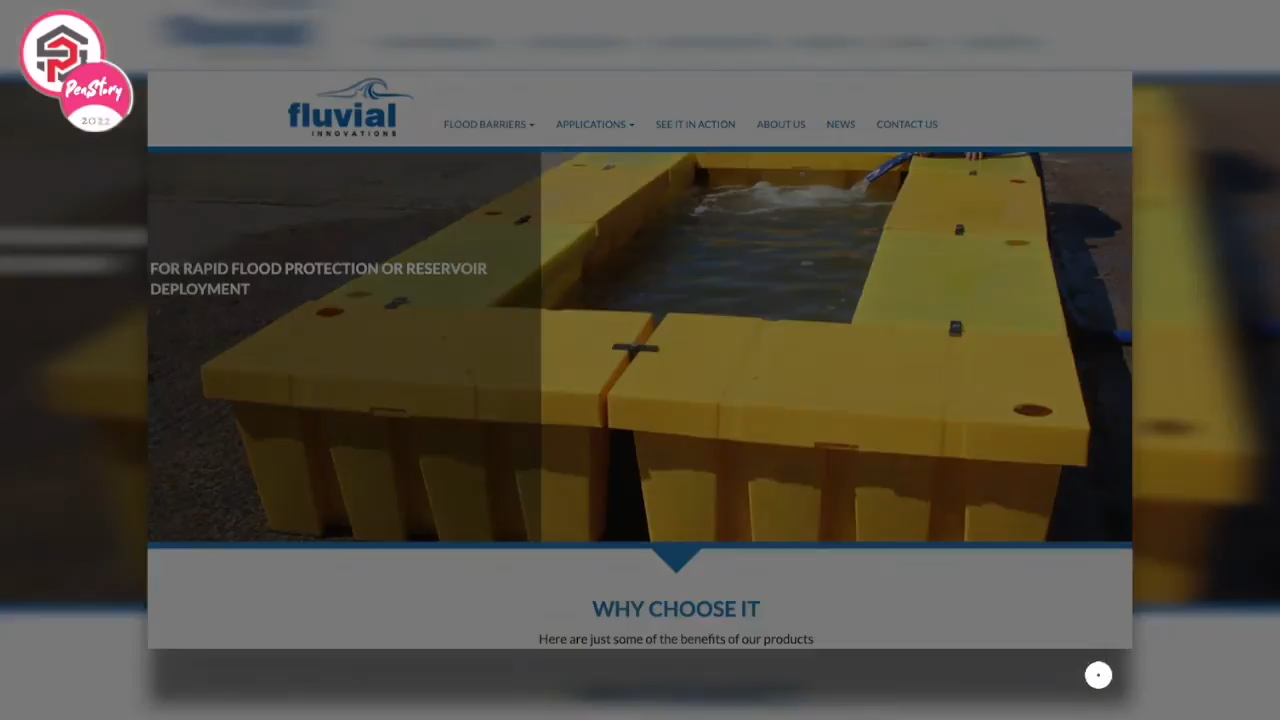 PenStory
2022
fluvial
INNOVATIONS
FLOOD BARRIERS APPLICATIONS SEE IT IN ACTION ABOUT US NEWS CONTACT US
FOR RAPID FLOOD PROTECTION OR RESERVOIR
DEPLOYMENT
WHY CHOOSE IT
Here are just some of the benefits of our products